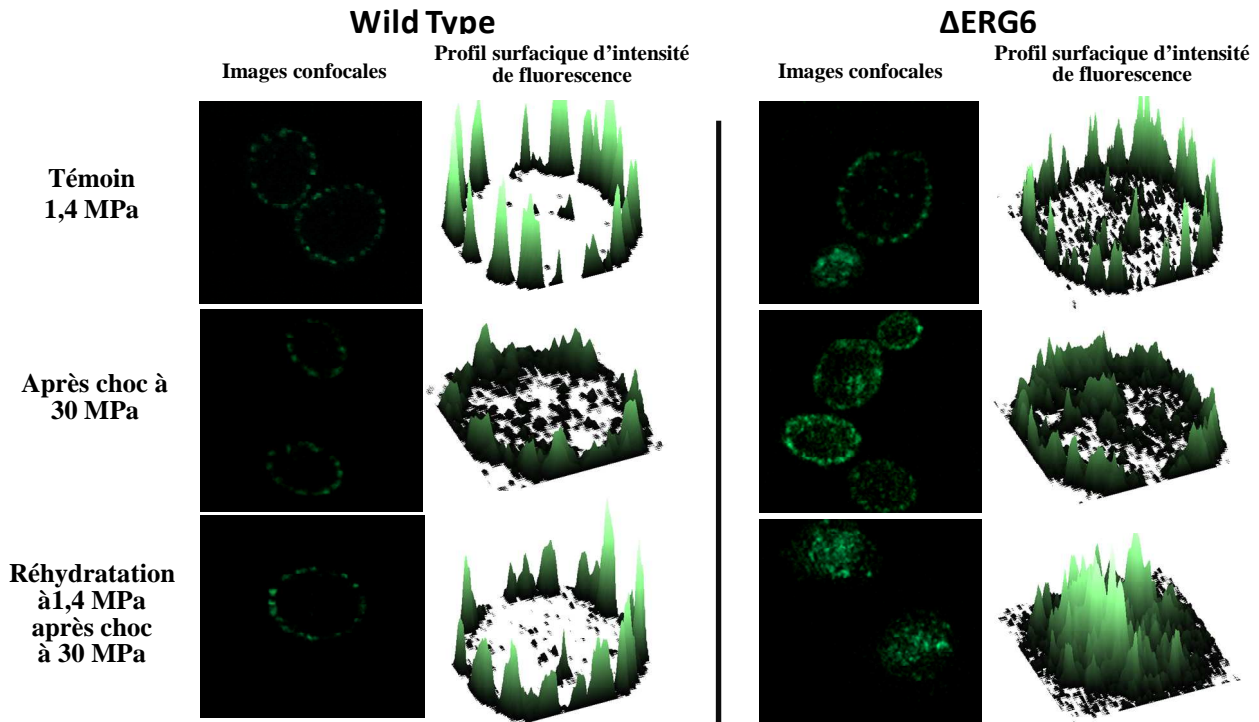 Wild Type
ΔERG6
Images confocales
Profil surfacique d'intensité
de fluorescence
Images confocales
Profil surfacique d'intensité
de fluorescence
Témoin
1,4 MPa
Après choc à
30 MPa
Réhydratation
à1,4 MPa
après choc
à 30 MPa